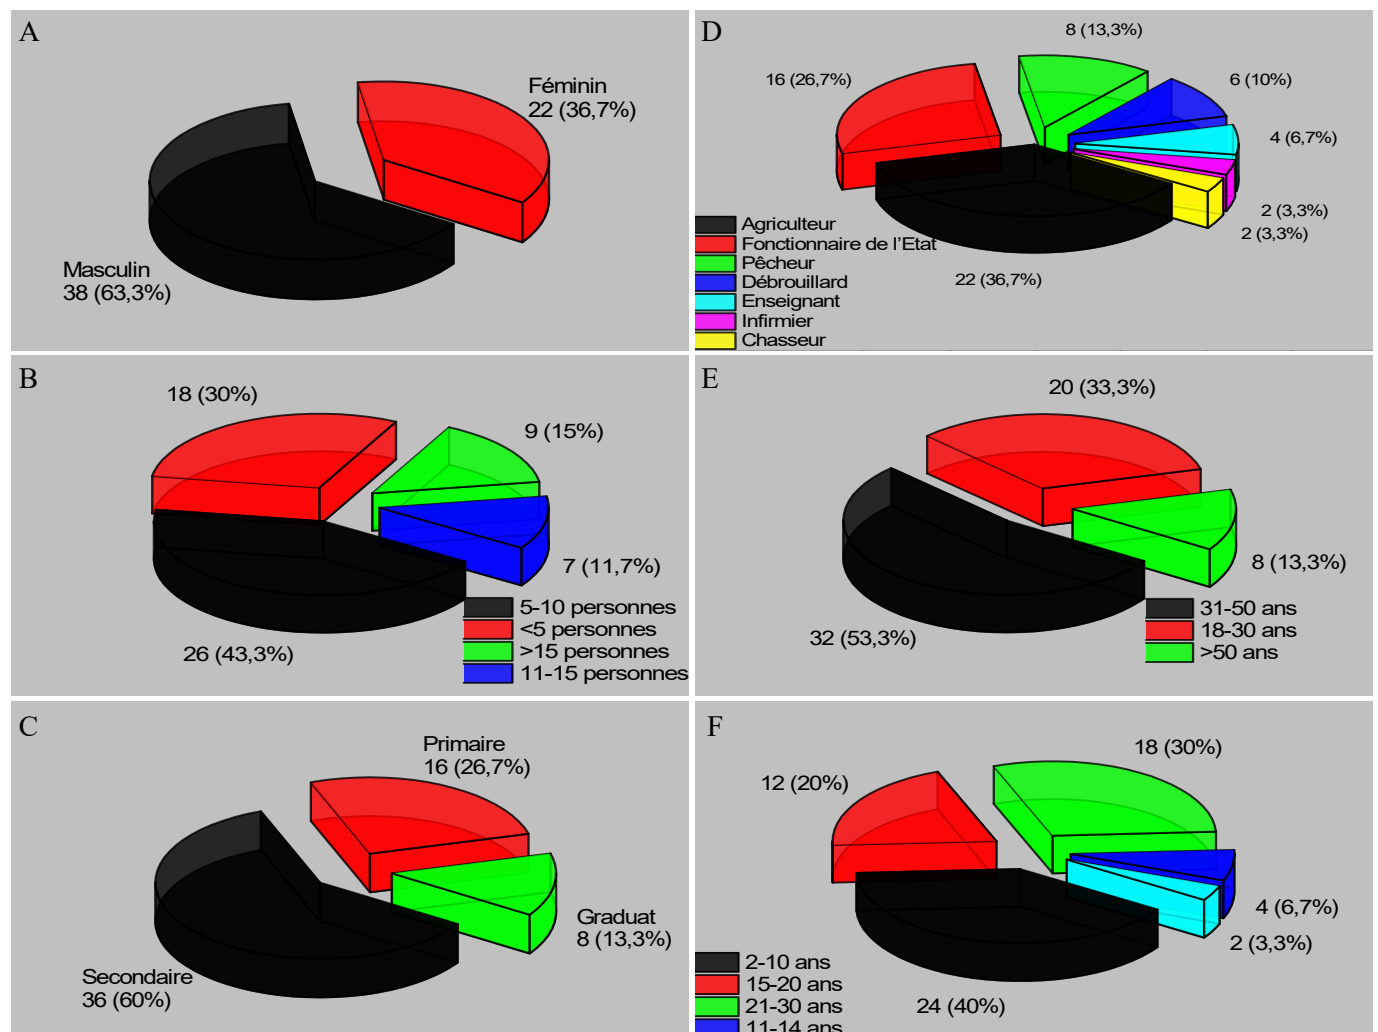 A
Féminin
22 (36,7%)
Masculin
38 (63,3%)
D
8 (13,3%)
16 (26,7%)
6 (10%)
4 (6,7%)
2 (3,3%)
2 (3,3%)
22 (36,7%)
Agriculteur
Fonctionnaire de l'Etat
Pêcheur
Débrouillard
Enseignant
Infirmier
Chasseur
B
18 (30%)
9 (15%)
7 (11,7%)
26 (43,3%)
5-10 personnes
<5 personnes
>15 personnes
11-15 personnes
E
20 (33,3%)
8 (13,3%)
32 (53,3%)
31-50 ans
18-30 ans
>50 ans
C
Primaire
16 (26,7%)
Graduat
8 (13,3%)
Secondaire
36 (60%)
F
18 (30%)
12 (20%)
4 (6,7%)
2 (3,3%)
24 (40%)
2-10 ans
15-20 ans
21-30 ans
11-14 ans